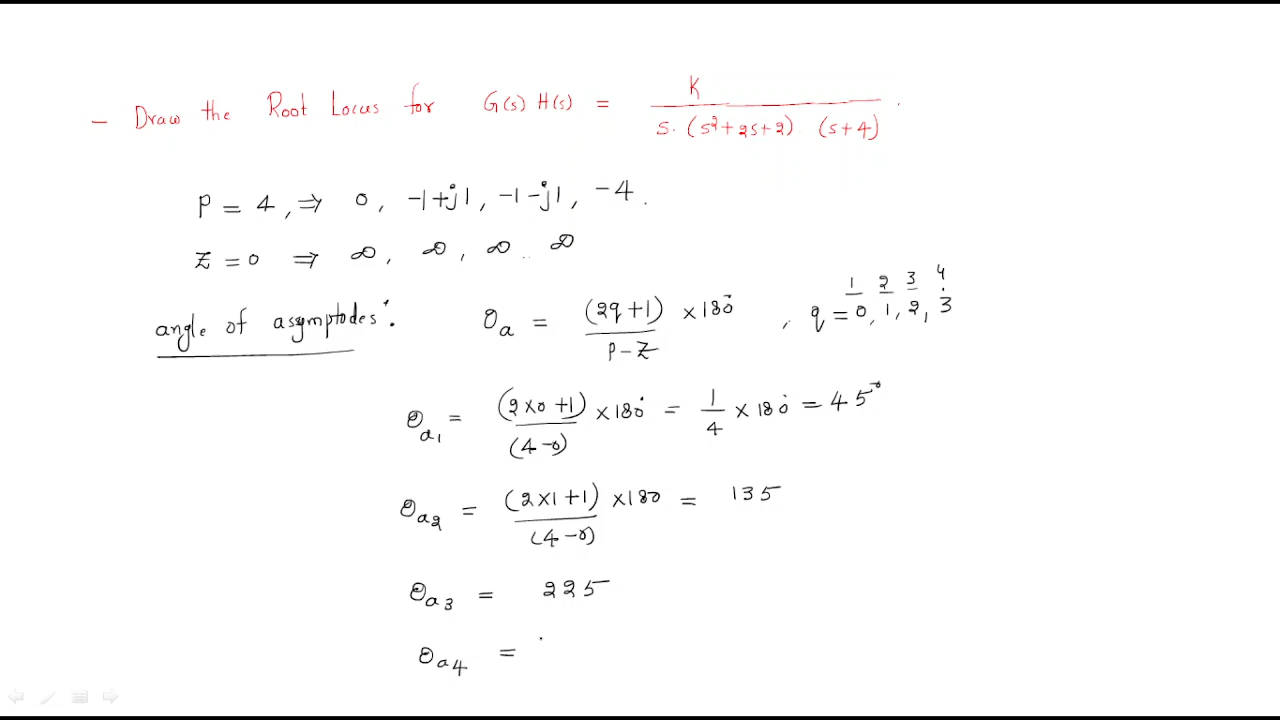 – Draw the Root Locus for G(s) H(s) = K / s. (s²+2s+2) (s+4) .
P = 4, ⇒ 0, -1+j1, -1-j1, -4.
Z = 0 ⇒ ∞, ∞, ∞ .. ∞
1 2 3 4
angle of asymptodes: θa = (2q+1) / P-Z ×180° , q = 0, 1, 2, 3
θa1 = (2×0+1) / (4-0) ×180° = 1/4 ×180° = 45°
θa2 = (2×1+1) / (4-0) ×180 = 135
θa3 = 225
θa4 =